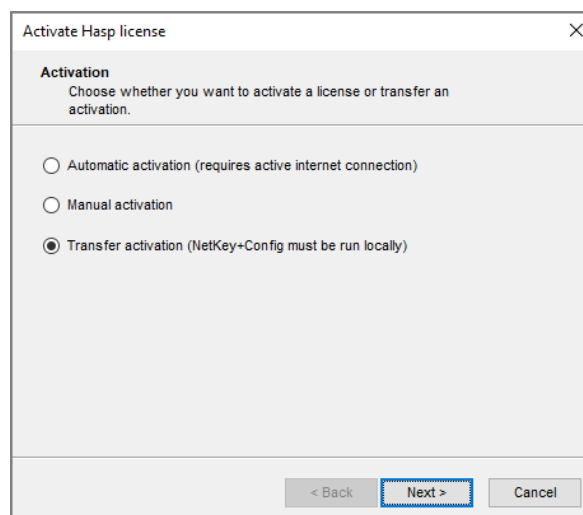 Activate Hasp license
Activation
Choose whether you want to activate a license or transfer an
activation.
Automatic activation (requires active internet connection)
Manual activation
Transfer activation (NetKey+Config must be run locally)
< Back
Next >
Cancel